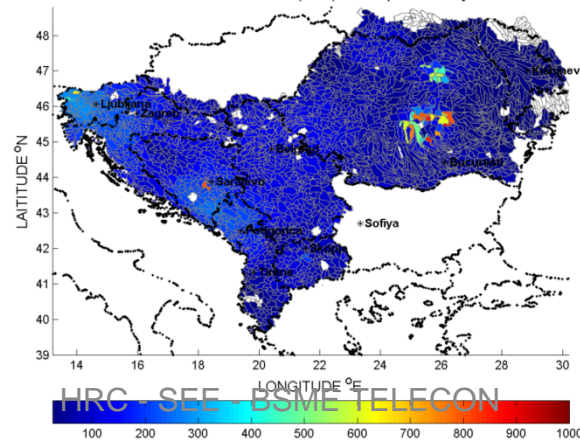 48
47
46
45
44
43
42
41
40
39
LAITITUDE °N
Ljubljana
Zagreb
Belgrade
Bucuresti
Sarajevo
Sofiya
Podgorica
Skopje
Tirana
14 16 18 20 22 24 26 28 30
LONGITUDE °E
HRC - SEE - BSME TELECON
100 200 300 400 500 600 700 800 900 1000